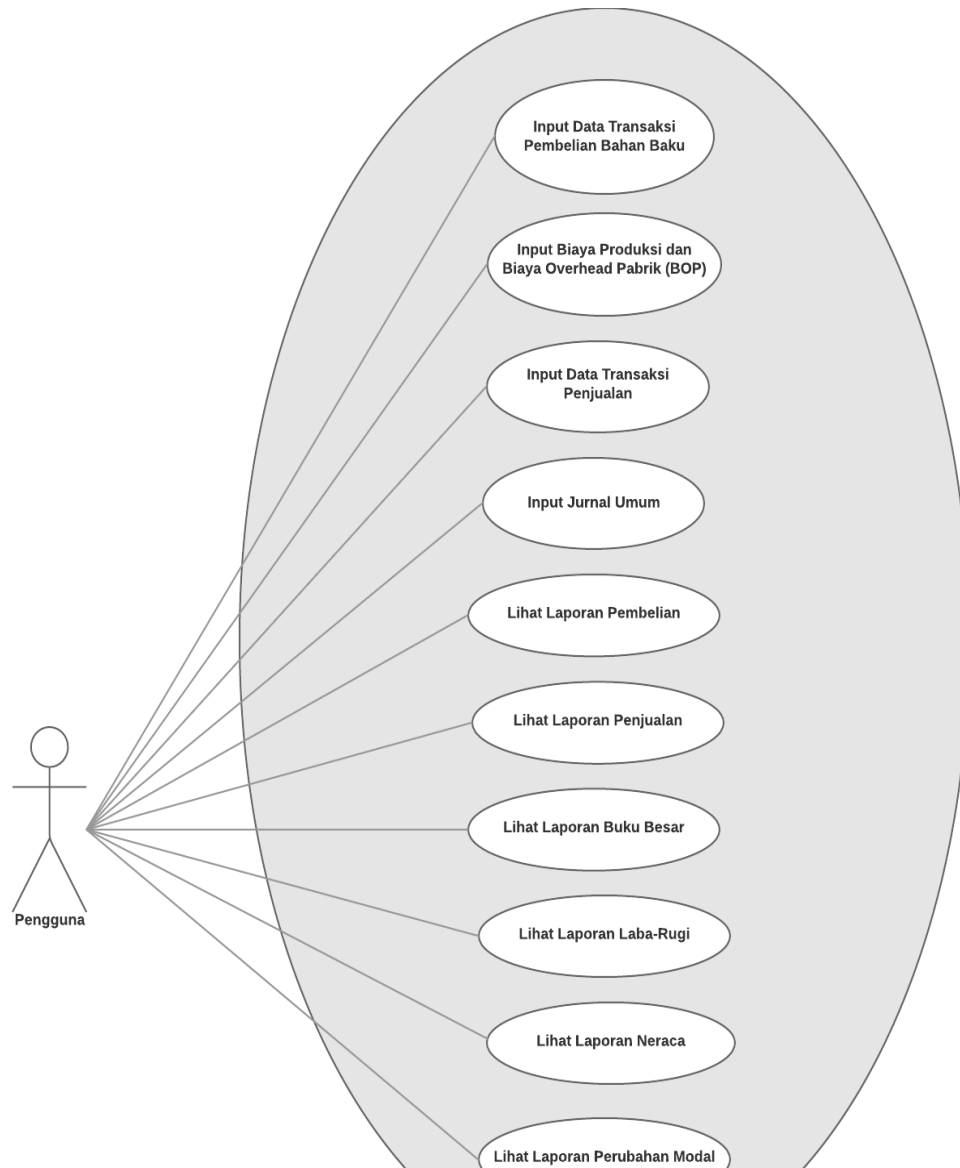 Input Data Transaksi
Pembelian Bahan Baku
Input Biaya Produksi dan
Biaya Overhead Pabrik (BOP)
Input Data Transaksi
Penjualan
Input Jurnal Umum
Lihat Laporan Pembelian
Lihat Laporan Penjualan
Lihat Laporan Buku Besar
Pengguna
Lihat Laporan Laba-Rugi
Lihat Laporan Neraca
Lihat Laporan Perubahan Modal